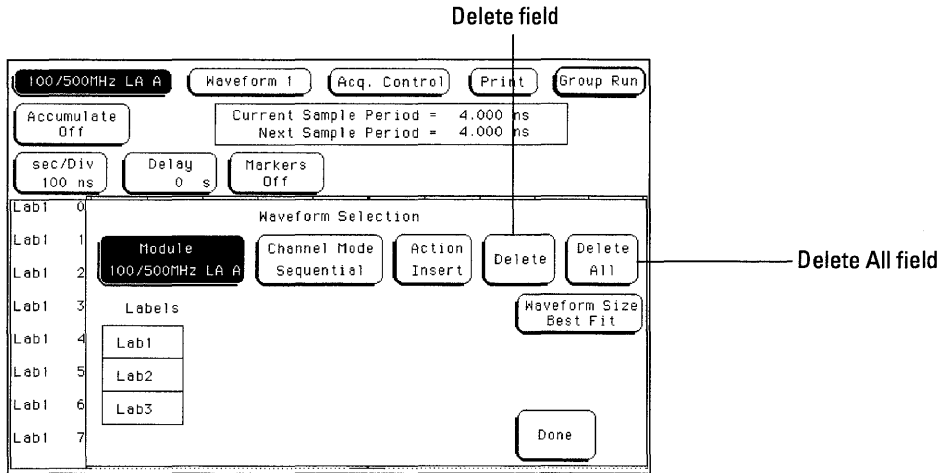 Delete field
100/500MHz LA A Waveform 1 Acq. Control Print Group Run
Accumulate
Off
Current Sample Period = 4.000 ns
Next Sample Period = 4.000 ns
sec/Div
100 ns
Delay
0 s
Markers
Off
Waveform Selection
Lab1 0
Lab1 1
Lab1 2
Lab1 3
Lab1 4
Lab1 5
Lab1 6
Lab1 7
Module
100/500MHz LA A
Channel Mode
Sequential
Action
Insert
Delete
Delete
All
Delete All field
Waveform Size
Best Fit
Labels
Lab1
Lab2
Lab3
Done